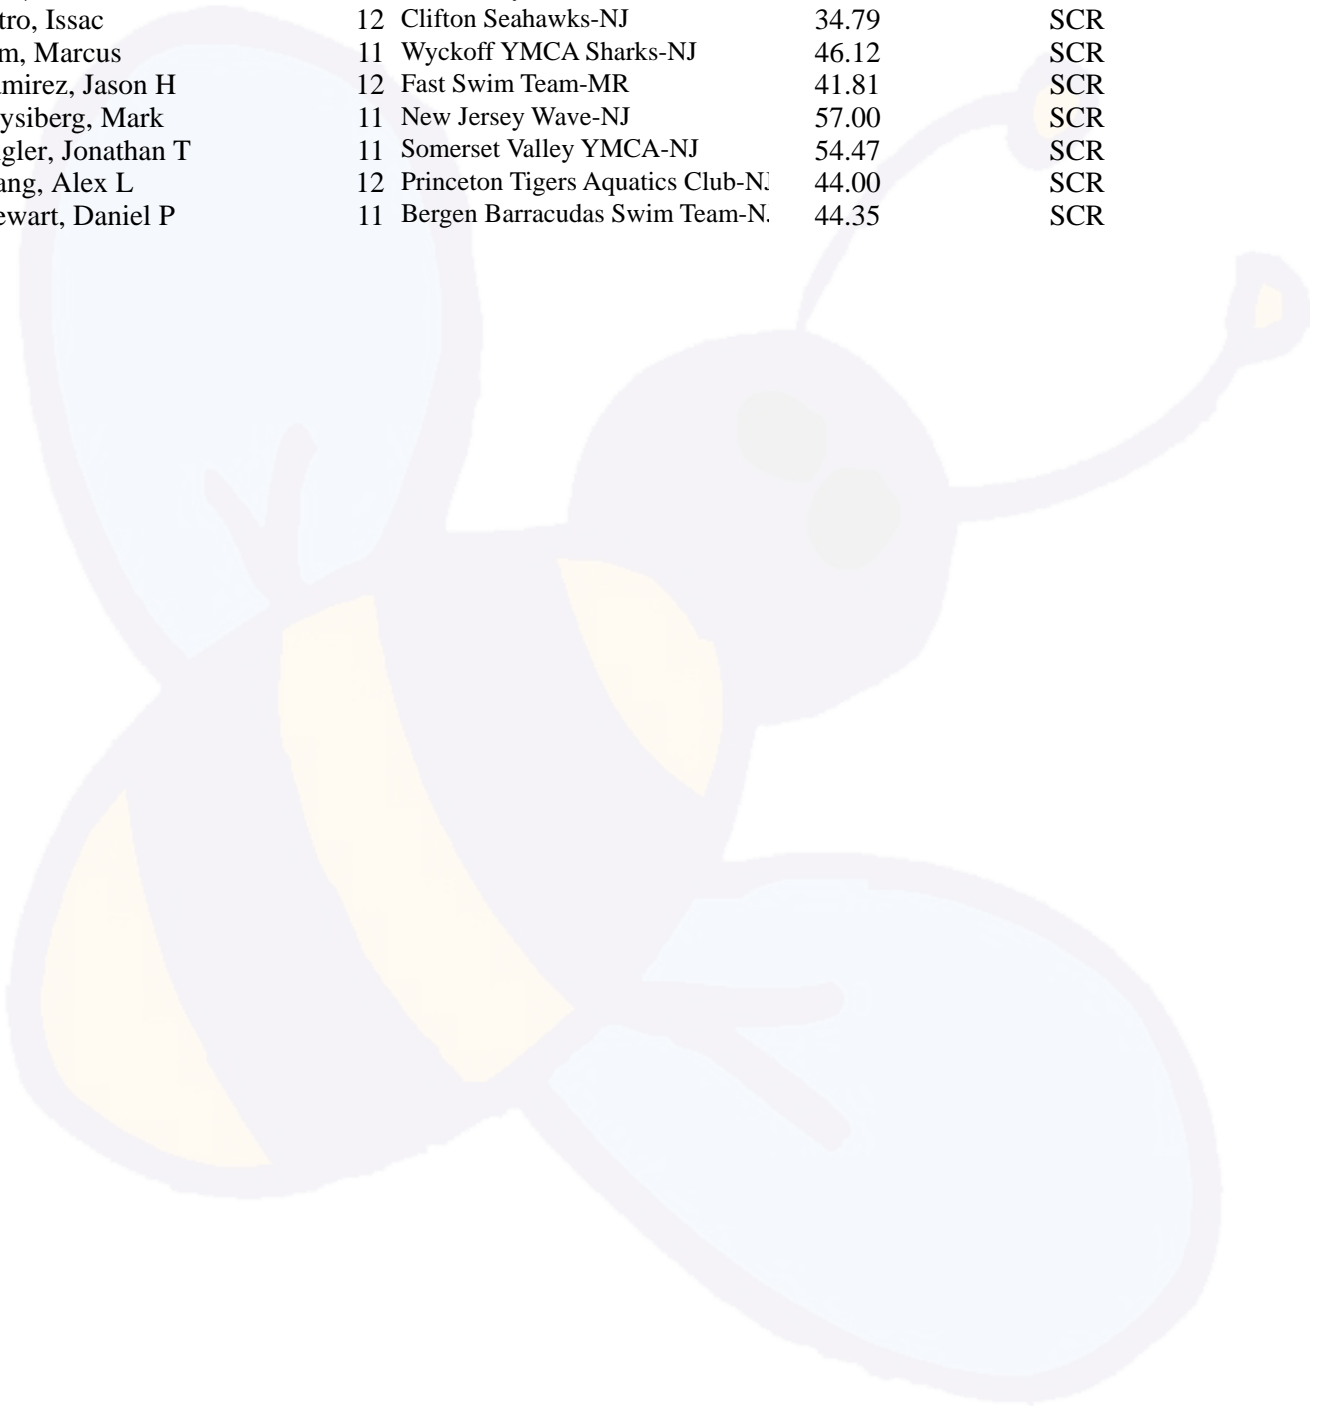 tro, Issac 12 Clifton Seahawks-NJ 34.79 SCR
m, Marcus 11 Wyckoff YMCA Sharks-NJ 46.12 SCR
mirez, Jason H 12 Fast Swim Team-MR 41.81 SCR
ysiberg, Mark 11 New Jersey Wave-NJ 57.00 SCR
gler, Jonathan T 11 Somerset Valley YMCA-NJ 54.47 SCR
ang, Alex L 12 Princeton Tigers Aquatics Club-NJ 44.00 SCR
ewart, Daniel P 11 Bergen Barracudas Swim Team-N 44.35 SCR